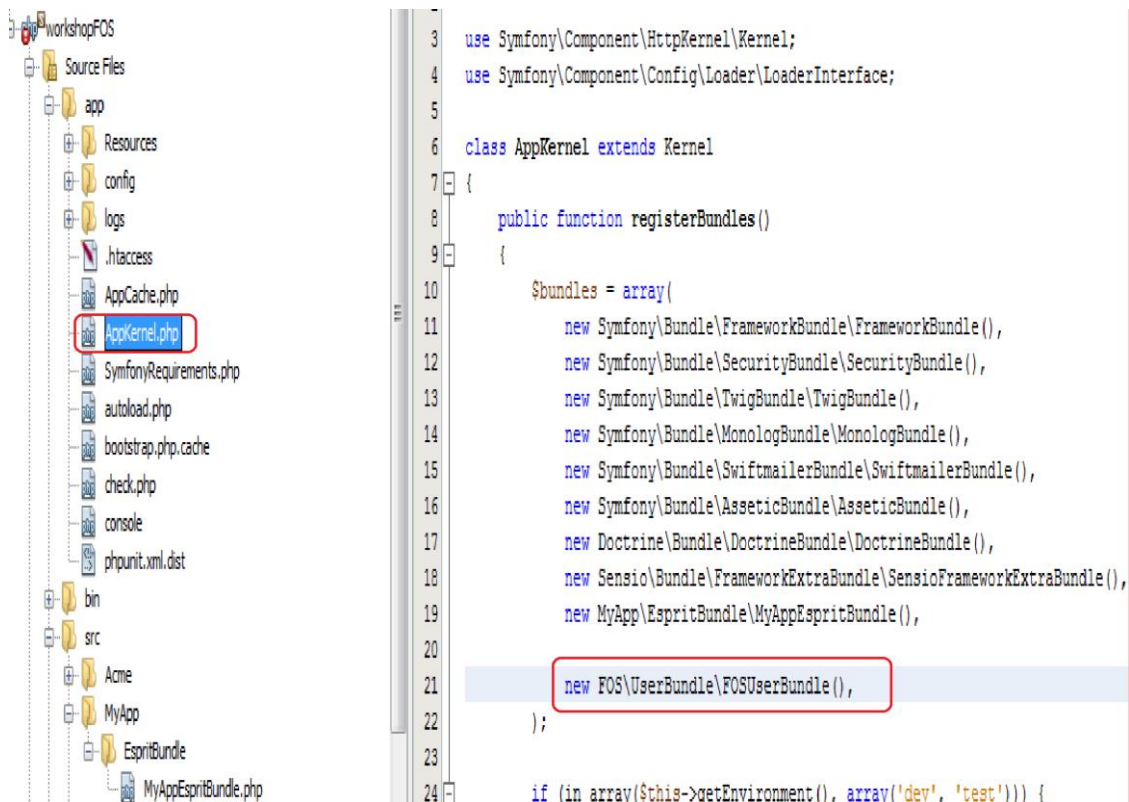 workshopFOS
Source Files
app
Resources
config
logs
.htaccess
AppCache.php
AppKernel.php
SymfonyRequirements.php
autoload.php
bootstrap.php.cache
check.php
console
phpunit.xml.dist
bin
src
Acme
MyApp
EspritBundle
MyAppEspritBundle.php
3 use Symfony\Component\HttpKernel\Kernel;
4 use Symfony\Component\Config\Loader\LoaderInterface;
5
6 class AppKernel extends Kernel
7 {
8 public function registerBundles()
9 {
10 $bundles = array(
11 new Symfony\Bundle\FrameworkBundle\FrameworkBundle(),
12 new Symfony\Bundle\SecurityBundle\SecurityBundle(),
13 new Symfony\Bundle\TwigBundle\TwigBundle(),
14 new Symfony\Bundle\MonologBundle\MonologBundle(),
15 new Symfony\Bundle\SwiftmailerBundle\SwiftmailerBundle(),
16 new Symfony\Bundle\AsseticBundle\AsseticBundle(),
17 new Doctrine\Bundle\DoctrineBundle\DoctrineBundle(),
18 new Sensio\Bundle\FrameworkExtraBundle\SensioFrameworkExtraBundle(),
19 new MyApp\EspritBundle\MyAppEspritBundle(),
20
21 new FOS\UserBundle\FOSUserBundle(),
22 );
23
24 if (in_array($this->getEnvironment(), array('dev', 'test'))) {